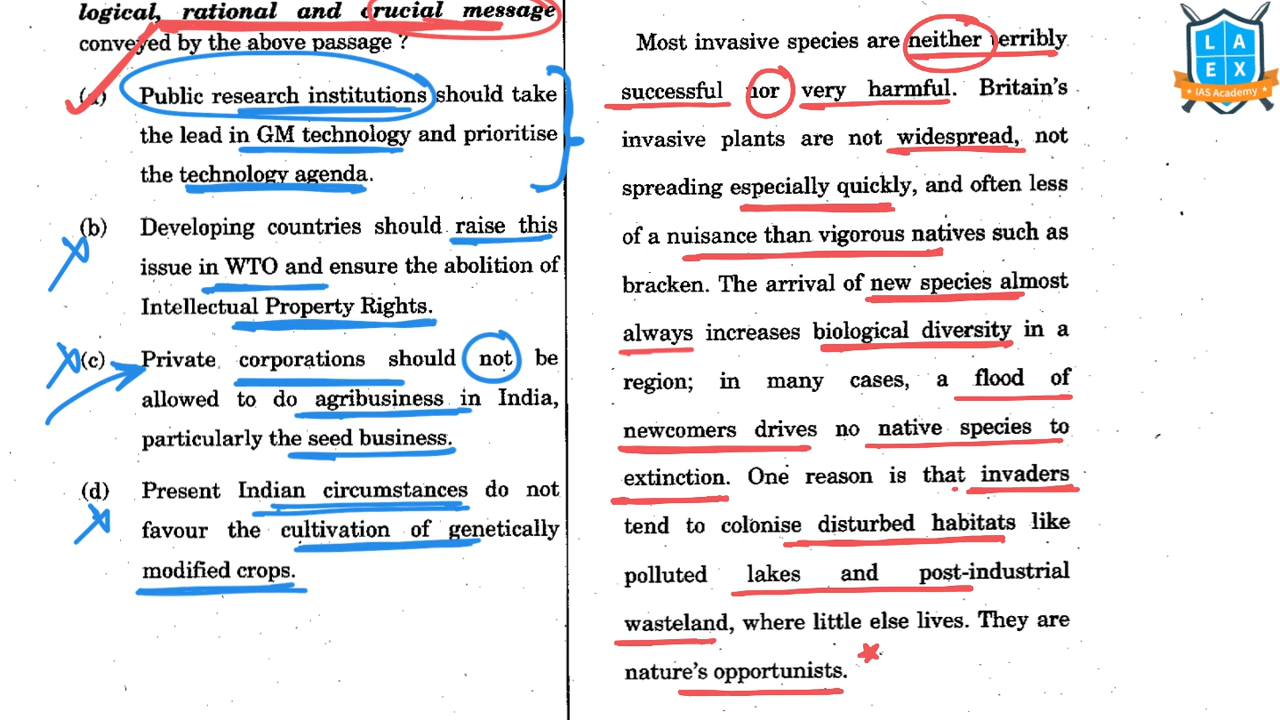 logical, rational and crucial message
conveyed by the above passage ?
(a) Public research institutions should take
the lead in GM technology and prioritise
the technology agenda.
(b) Developing countries should raise this
issue in WTO and ensure the abolition of
Intellectual Property Rights.
(c) Private corporations should not be
allowed to do agribusiness in India,
particularly the seed business.
(d) Present Indian circumstances do not
favour the cultivation of genetically
modified crops.
Most invasive species are neither terribly
successful nor very harmful. Britain's
invasive plants are not widespread, not
spreading especially quickly, and often less
of a nuisance than vigorous natives such as
bracken. The arrival of new species almost
always increases biological diversity in a
region; in many cases, a flood of
newcomers drives no native species to
extinction. One reason is that invaders
tend to colonise disturbed habitats like
polluted lakes and post-industrial
wasteland, where little else lives. They are
nature's opportunists.
L A
E X
IAS Academy